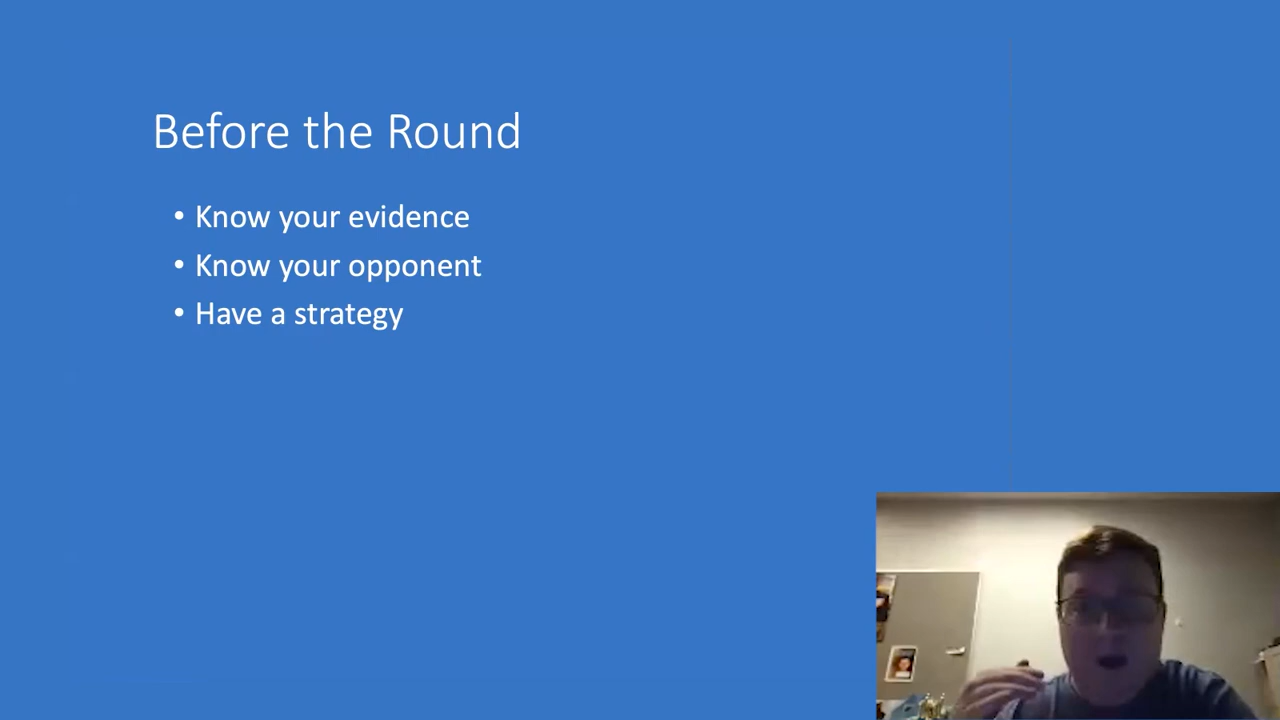 Before the Round
• Know your evidence
• Know your opponent
• Have a strategy